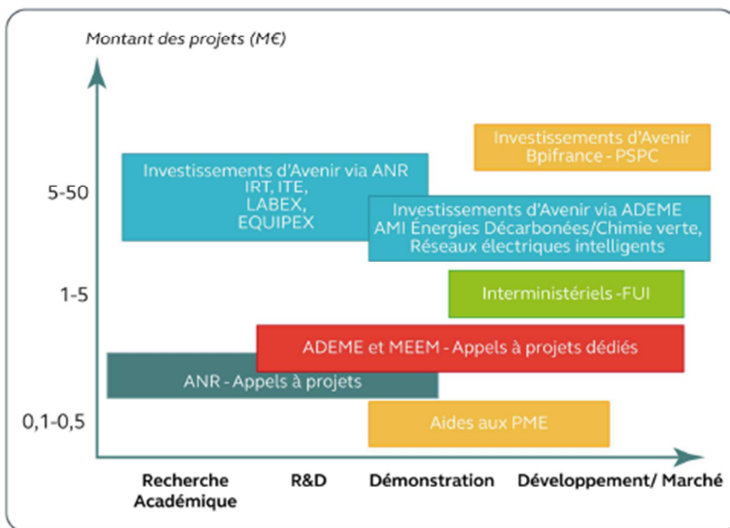 Montant des projets (M€)
Investissements d'Avenir
Bpifrance - PSPC
Investissements d'Avenir via ANR
IRT, ITE,
LABEX,
EQUIPEX
5-50
Investissements d'Avenir via ADEME
AMI Énergies Décarbonées/Chimie verte,
Réseaux électriques intelligents
1-5
Interministériels -FUI
ADEME et MEEM - Appels à projets dédiés
ANR - Appels à projets
0,1-0,5
Aides aux PME
Recherche
Académique
R&D
Démonstration
Développement/ Marché